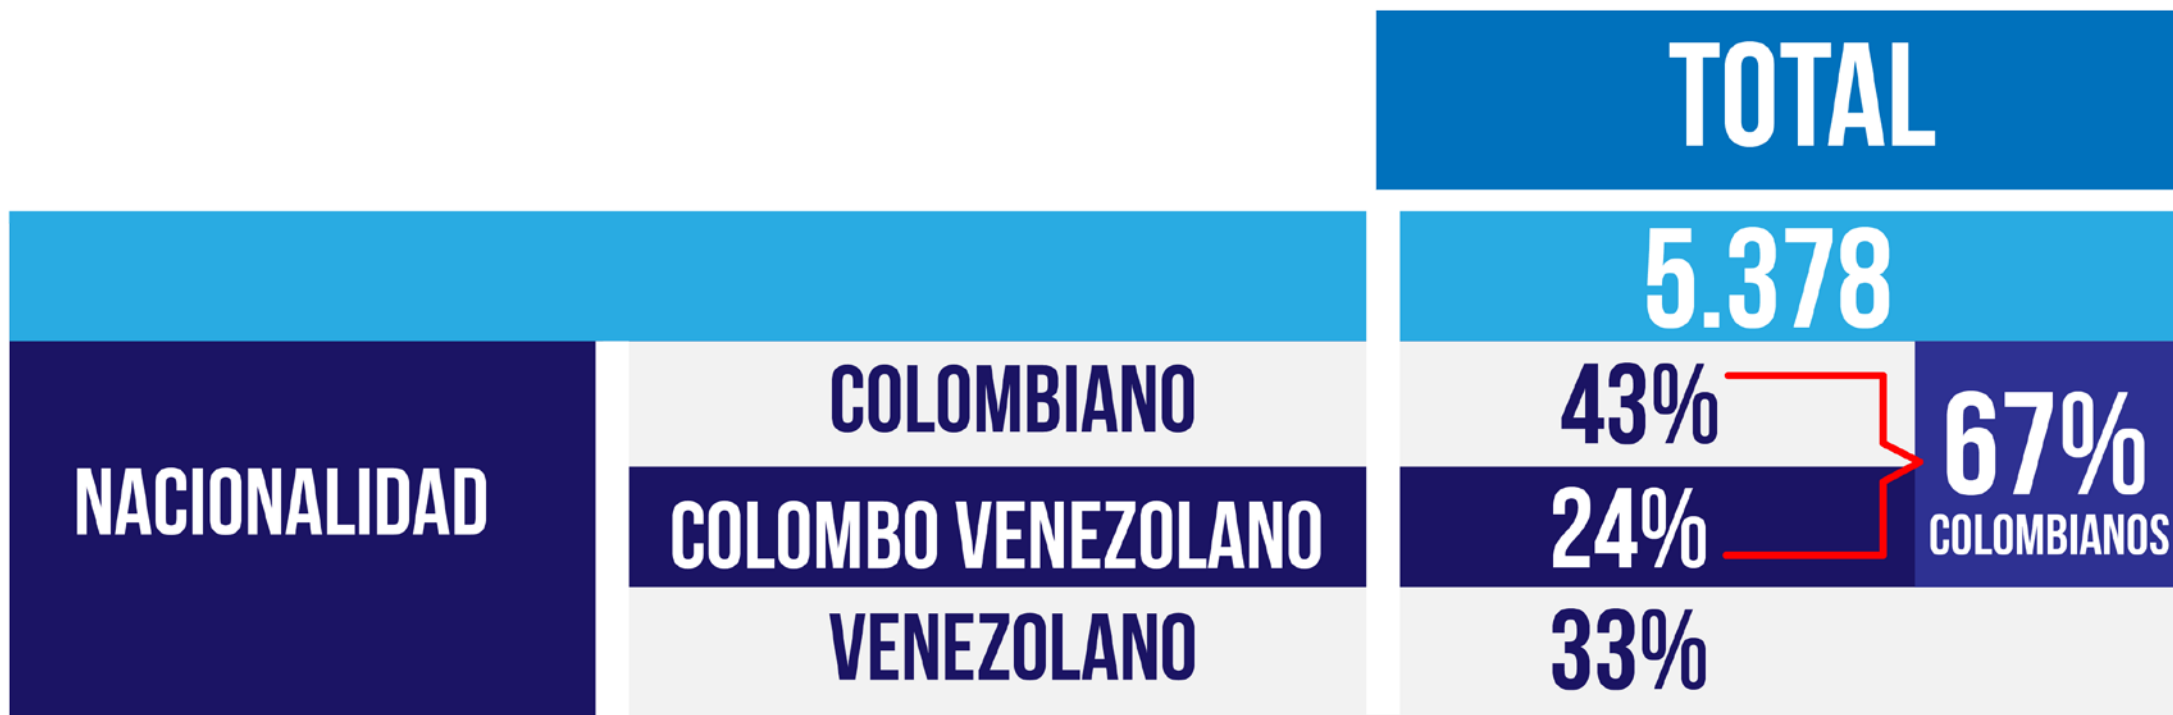 TOTAL
5.378
NACIONALIDAD
COLOMBIANO
43%
COLOMBO VENEZOLANO
24%
67%
COLOMBIANOS
VENEZOLANO
33%